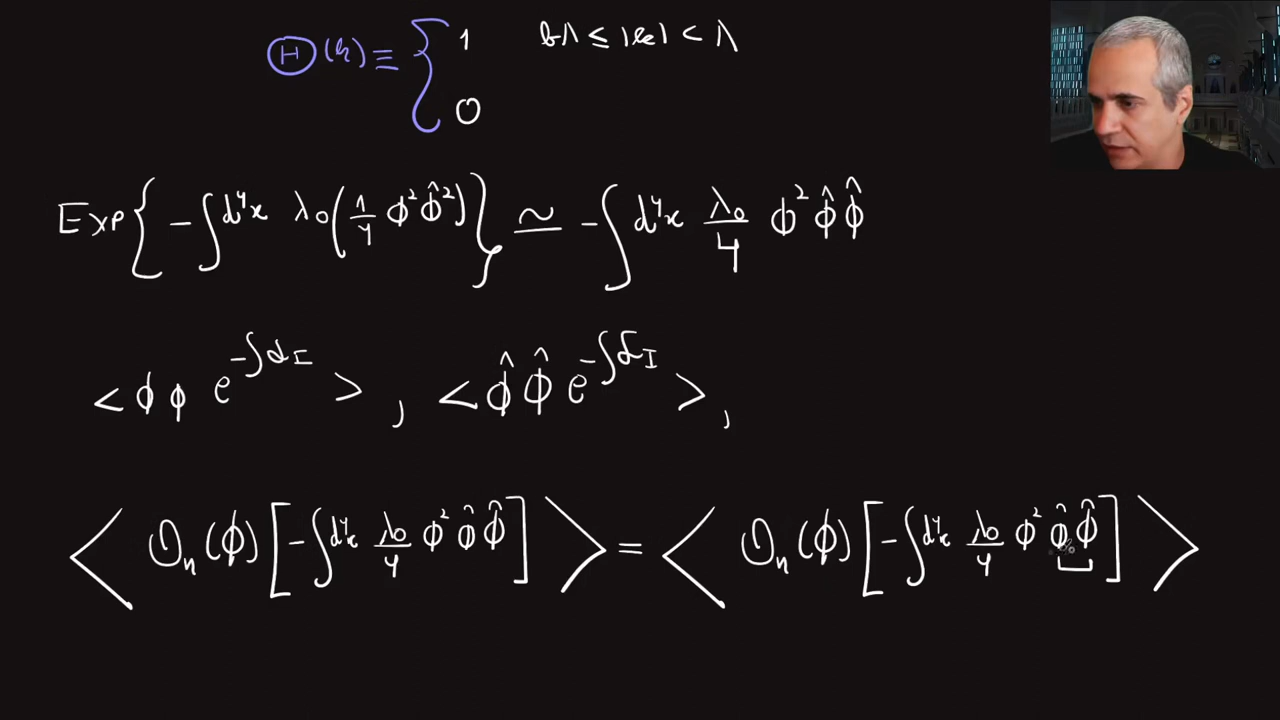 Θ(k) ≡ { 1 bΛ ≤ |k| < Λ
0
Exp{ -∫d⁴x λ₀(1/4 φ² φ̂²) } ≃ -∫d⁴x λ₀/4 φ² φ̂ φ̂
<φ φ e^{-∫ℒ_I}> , <φ̂ φ̂ e^{-∫ℒ_I}> ,
< O_n(φ) [ -∫d⁴x λ₀/4 φ² φ̂ φ̂ ] > = < O_n(φ) [ -∫d⁴x λ₀/4 φ² φ̂ φ̂ ] >